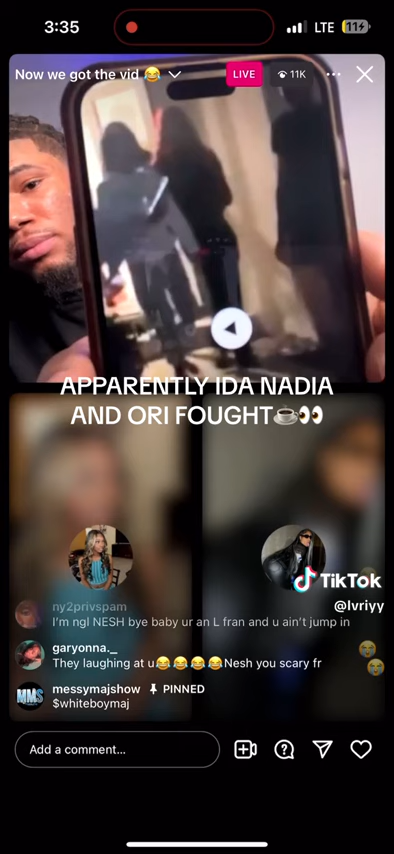 3:35
LTE
11
Now we got the vid 😂
LIVE
11K
APPARENTLY IDA NADIA
AND ORI FOUGHT☕👀
TikTok
@lvriyy
ny2privspam
I'm ngl NESH bye baby ur an L fran and u ain't jump in
garyonna._
They laughing at u😂😂😂😂Nesh you scary fr
MMS
messymajshow PINNED
$whiteboymaj
Add a comment...